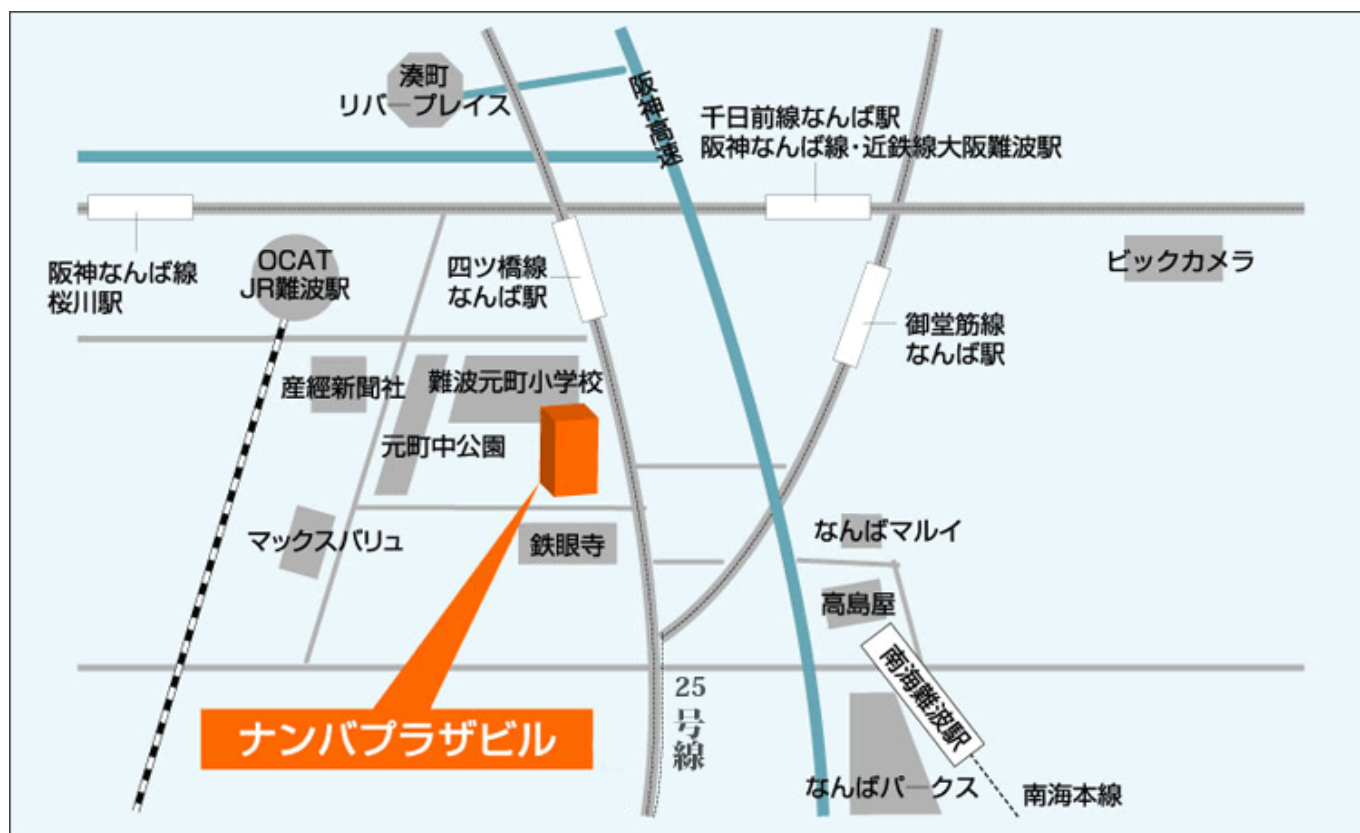 湊町
リバープレイス
阪神高速
千日前線なんば駅
阪神なんば線・近鉄線大阪難波駅
阪神なんば線
桜川駅
OCAT
JR難波駅
四ツ橋線
なんば駅
ビックカメラ
御堂筋線
なんば駅
産經新聞社
難波元町小学校
元町中公園
マックスバリュ
鉄眼寺
なんばマルイ
高島屋
南海難波駅
25号線
ナンバプラザビル
なんばパークス
南海本線